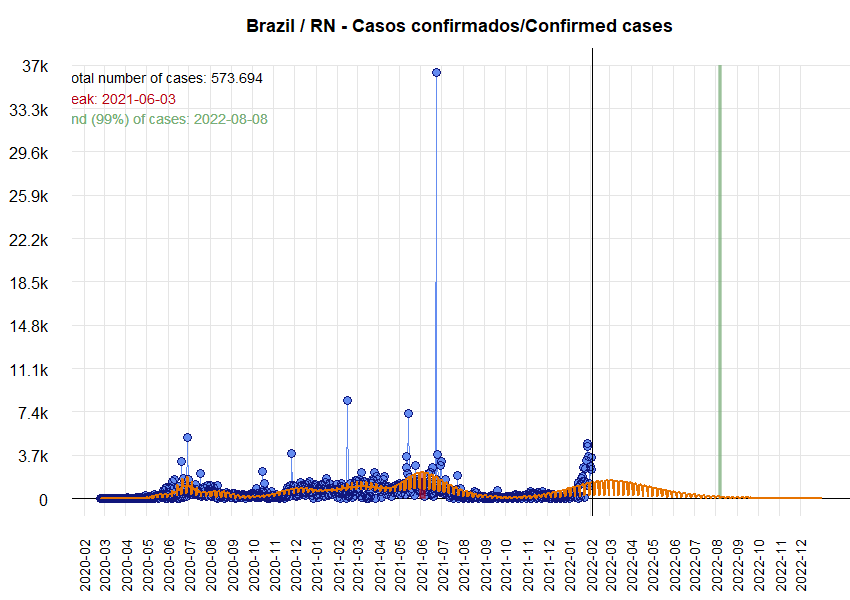 Brazil / RN - Casos confirmados/Confirmed cases
otal number of cases: 573.694
eak: 2021-06-03
nd (99%) of cases: 2022-08-08
37k
33.3k
29.6k
25.9k
22.2k
18.5k
14.8k
11.1k
7.4k
3.7k
0
2020-02
2020-03
2020-04
2020-05
2020-06
2020-07
2020-08
2020-09
2020-10
2020-11
2020-12
2021-01
2021-02
2021-03
2021-04
2021-05
2021-06
2021-07
2021-08
2021-09
2021-10
2021-11
2021-12
2022-01
2022-02
2022-03
2022-04
2022-05
2022-06
2022-07
2022-08
2022-09
2022-10
2022-11
2022-12